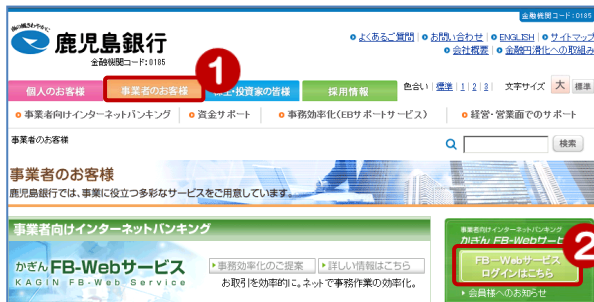 金融機関コード:0185
鹿児島銀行
金融機関コード:0185
よくあるご質問 お問い合わせ ENGLISH サイトマップ
会社概要 金融円滑化への取組み
1
個人のお客様 事業者のお客様 株主・投資家の皆様 採用情報 色合い 標準 1 2 3 文字サイズ 大 標準
事業者向けインターネットバンキング 資金サポート 事務効率化(EBサポートサービス) 経営・営業面でのサポート
事業者のお客様
検索
事業者のお客様
鹿児島銀行では、事業に役立つ多彩なサービスをご用意しています。
事業者向けインターネットバンキング
かぎん FB-Webサービス
KAGIN FB-Web Service
事務効率化のご提案 詳しい情報はこちら
お取引を効率的に。ネットで事務作業の効率化。
事業者向けインターネットバンキング
かぎん FB-Webサービ
2
FB-Webサービス
ログインはこちら
会員様へのお知らせ